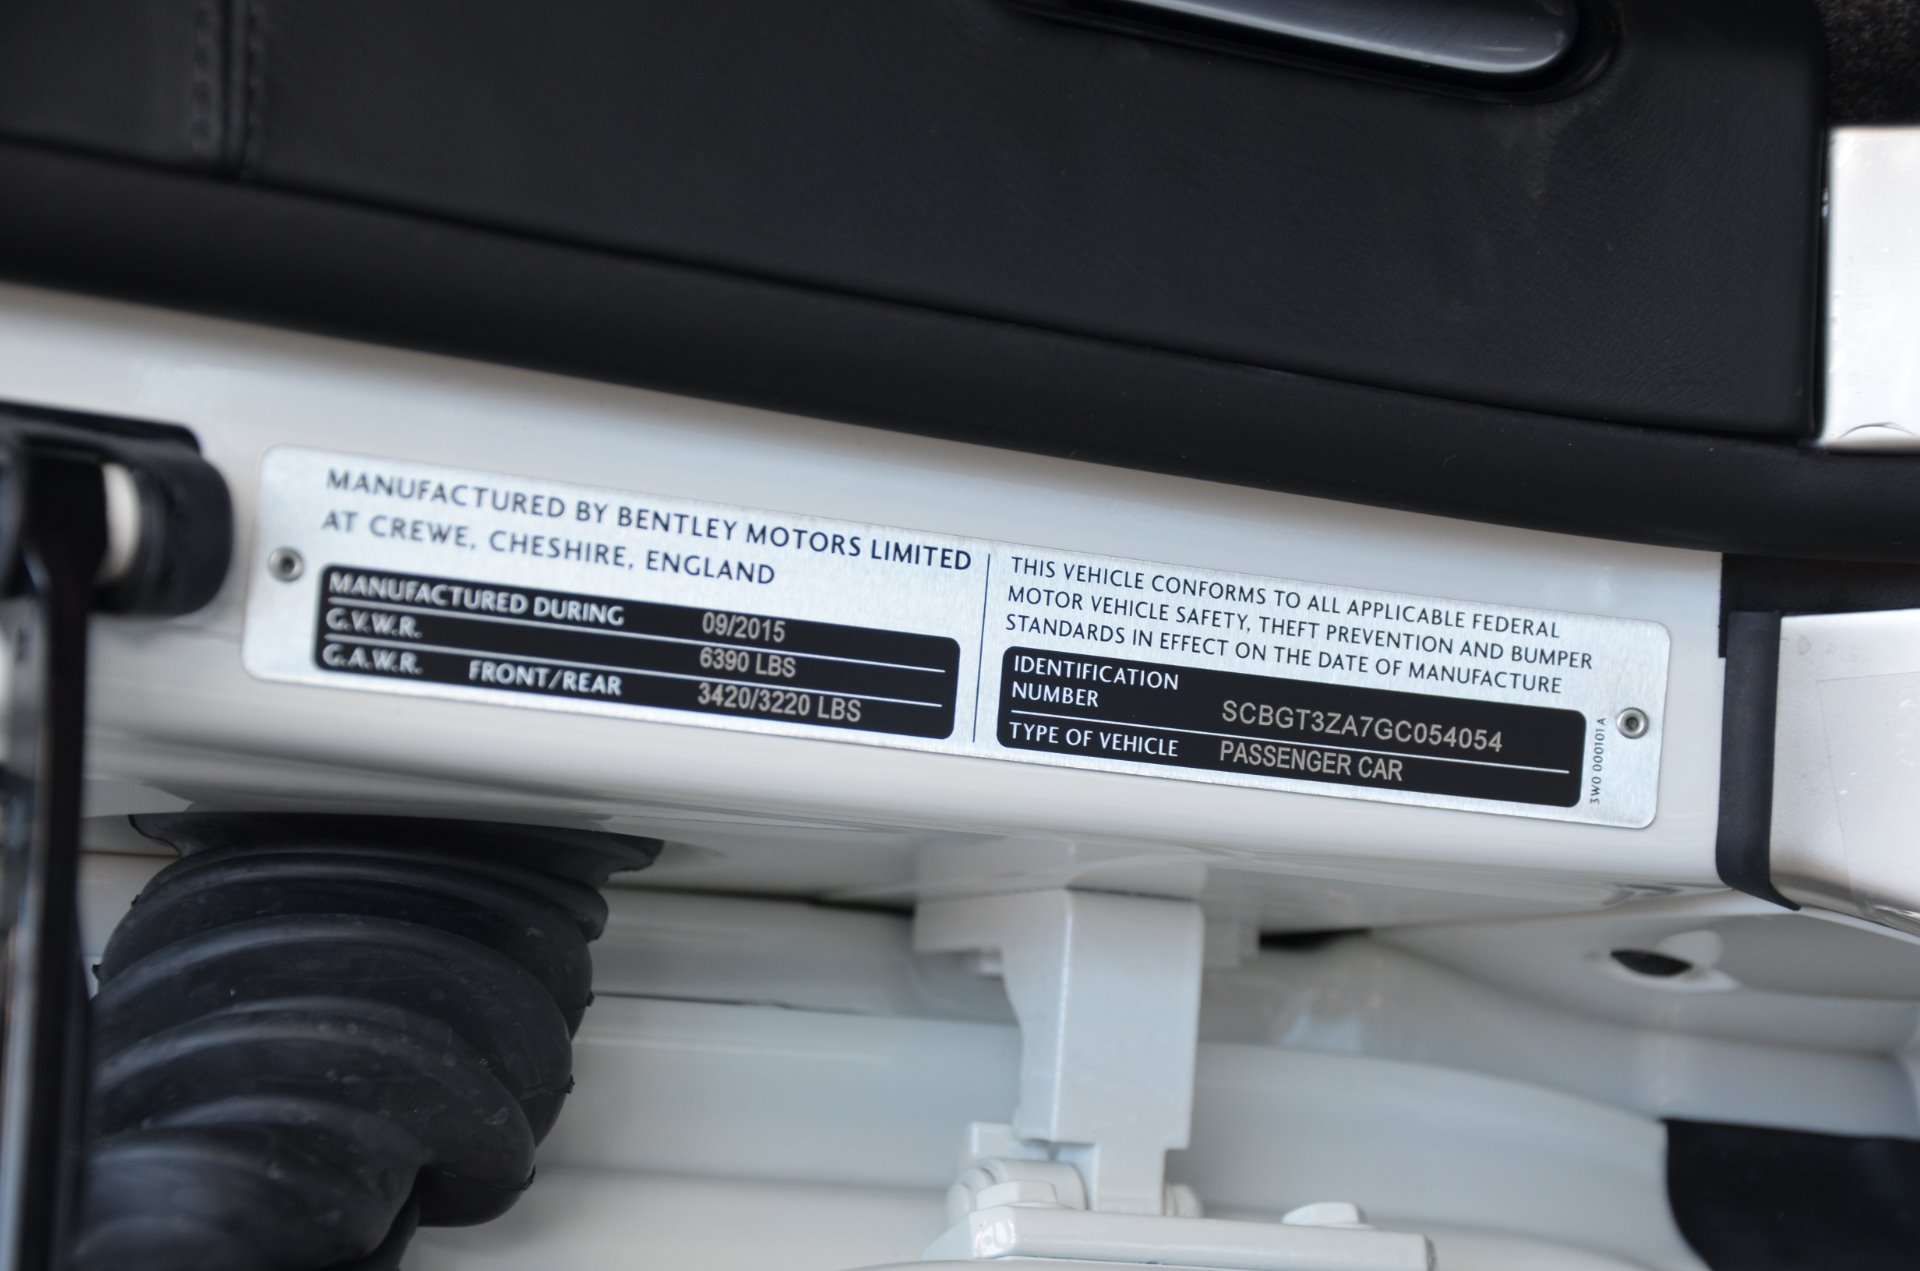 MANUFACTURED BY BENTLEY MOTORS LIMITED
AT CREWE, CHESHIRE, ENGLAND
MANUFACTURED DURING 09/2015
G.V.W.R. 6390 LBS
G.A.W.R. FRONT/REAR 3420/3220 LBS
THIS VEHICLE CONFORMS TO ALL APPLICABLE FEDERAL
MOTOR VEHICLE SAFETY, THEFT PREVENTION AND BUMPER
STANDARDS IN EFFECT ON THE DATE OF MANUFACTURE
IDENTIFICATION
NUMBER SCBGT3ZA7GC054054
TYPE OF VEHICLE PASSENGER CAR
3W0 000101 A